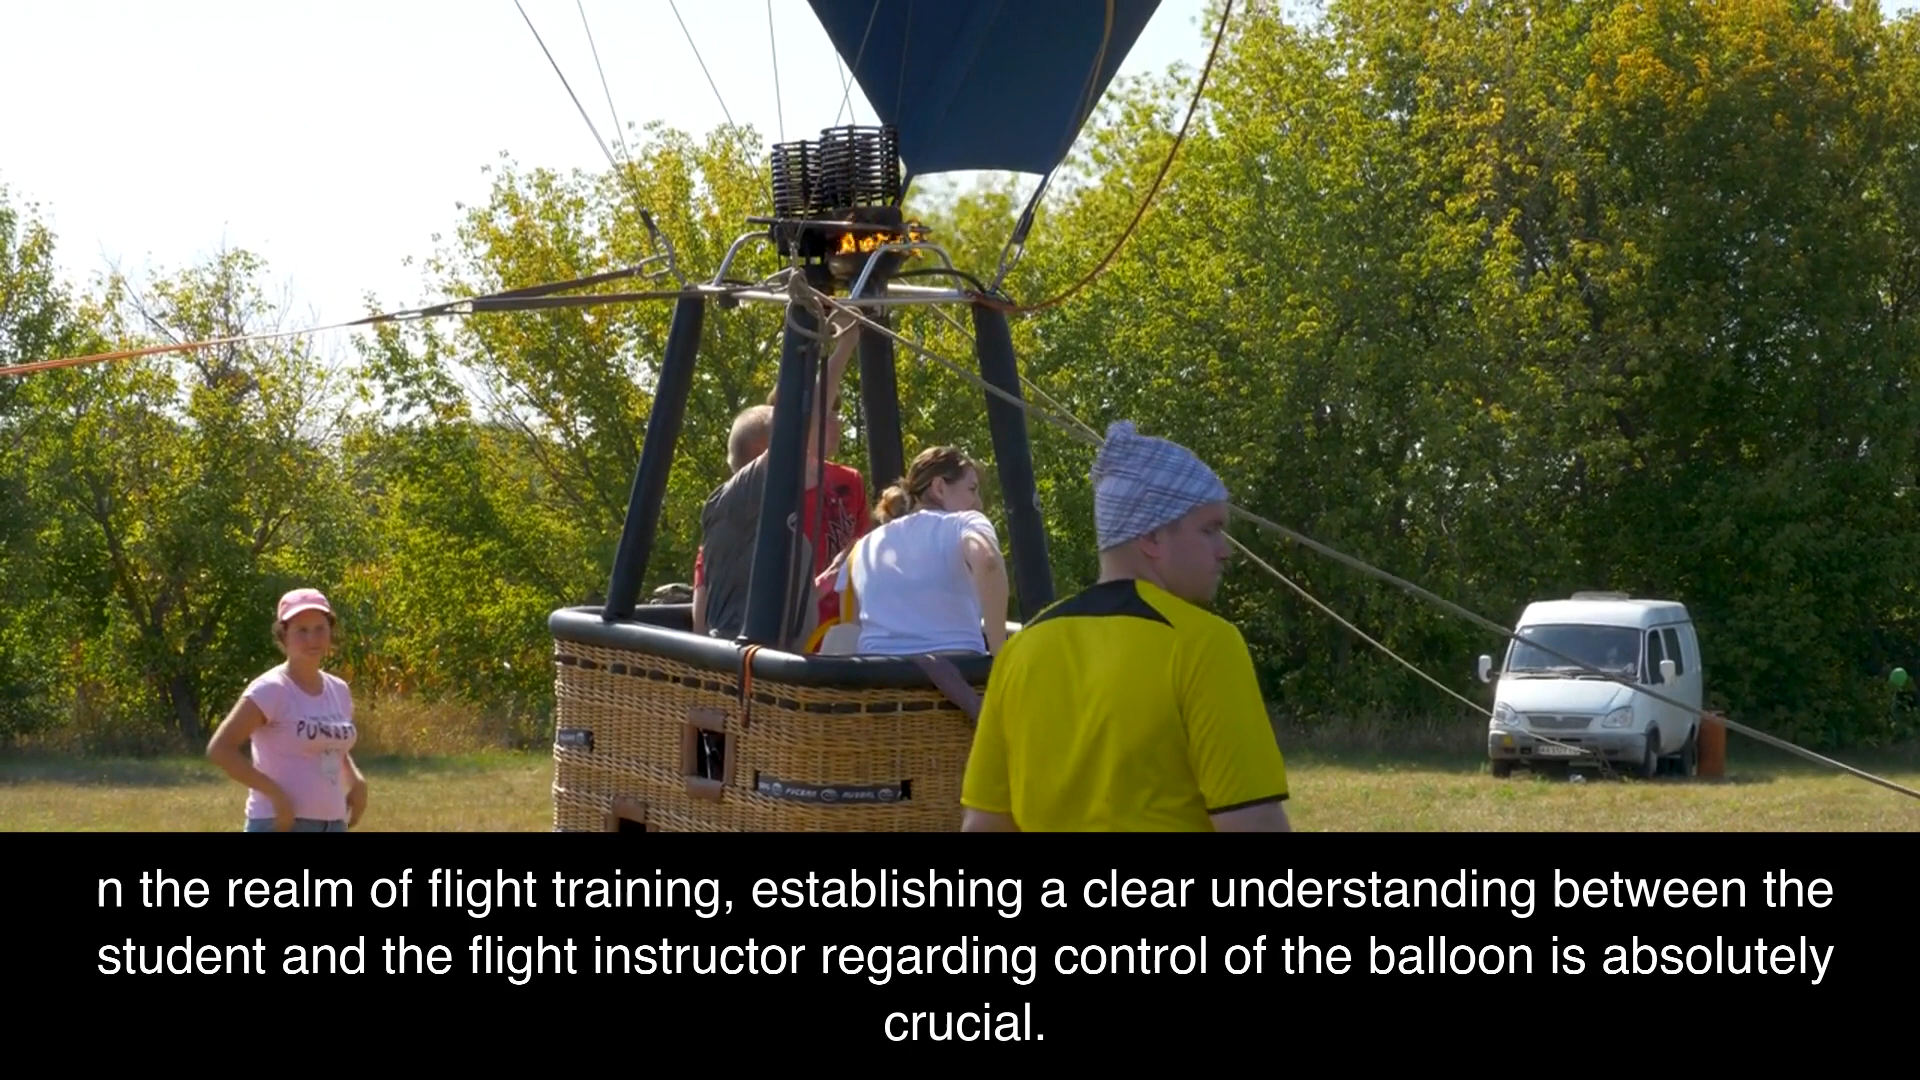 n the realm of flight training, establishing a clear understanding between the
student and the flight instructor regarding control of the balloon is absolutely
crucial.